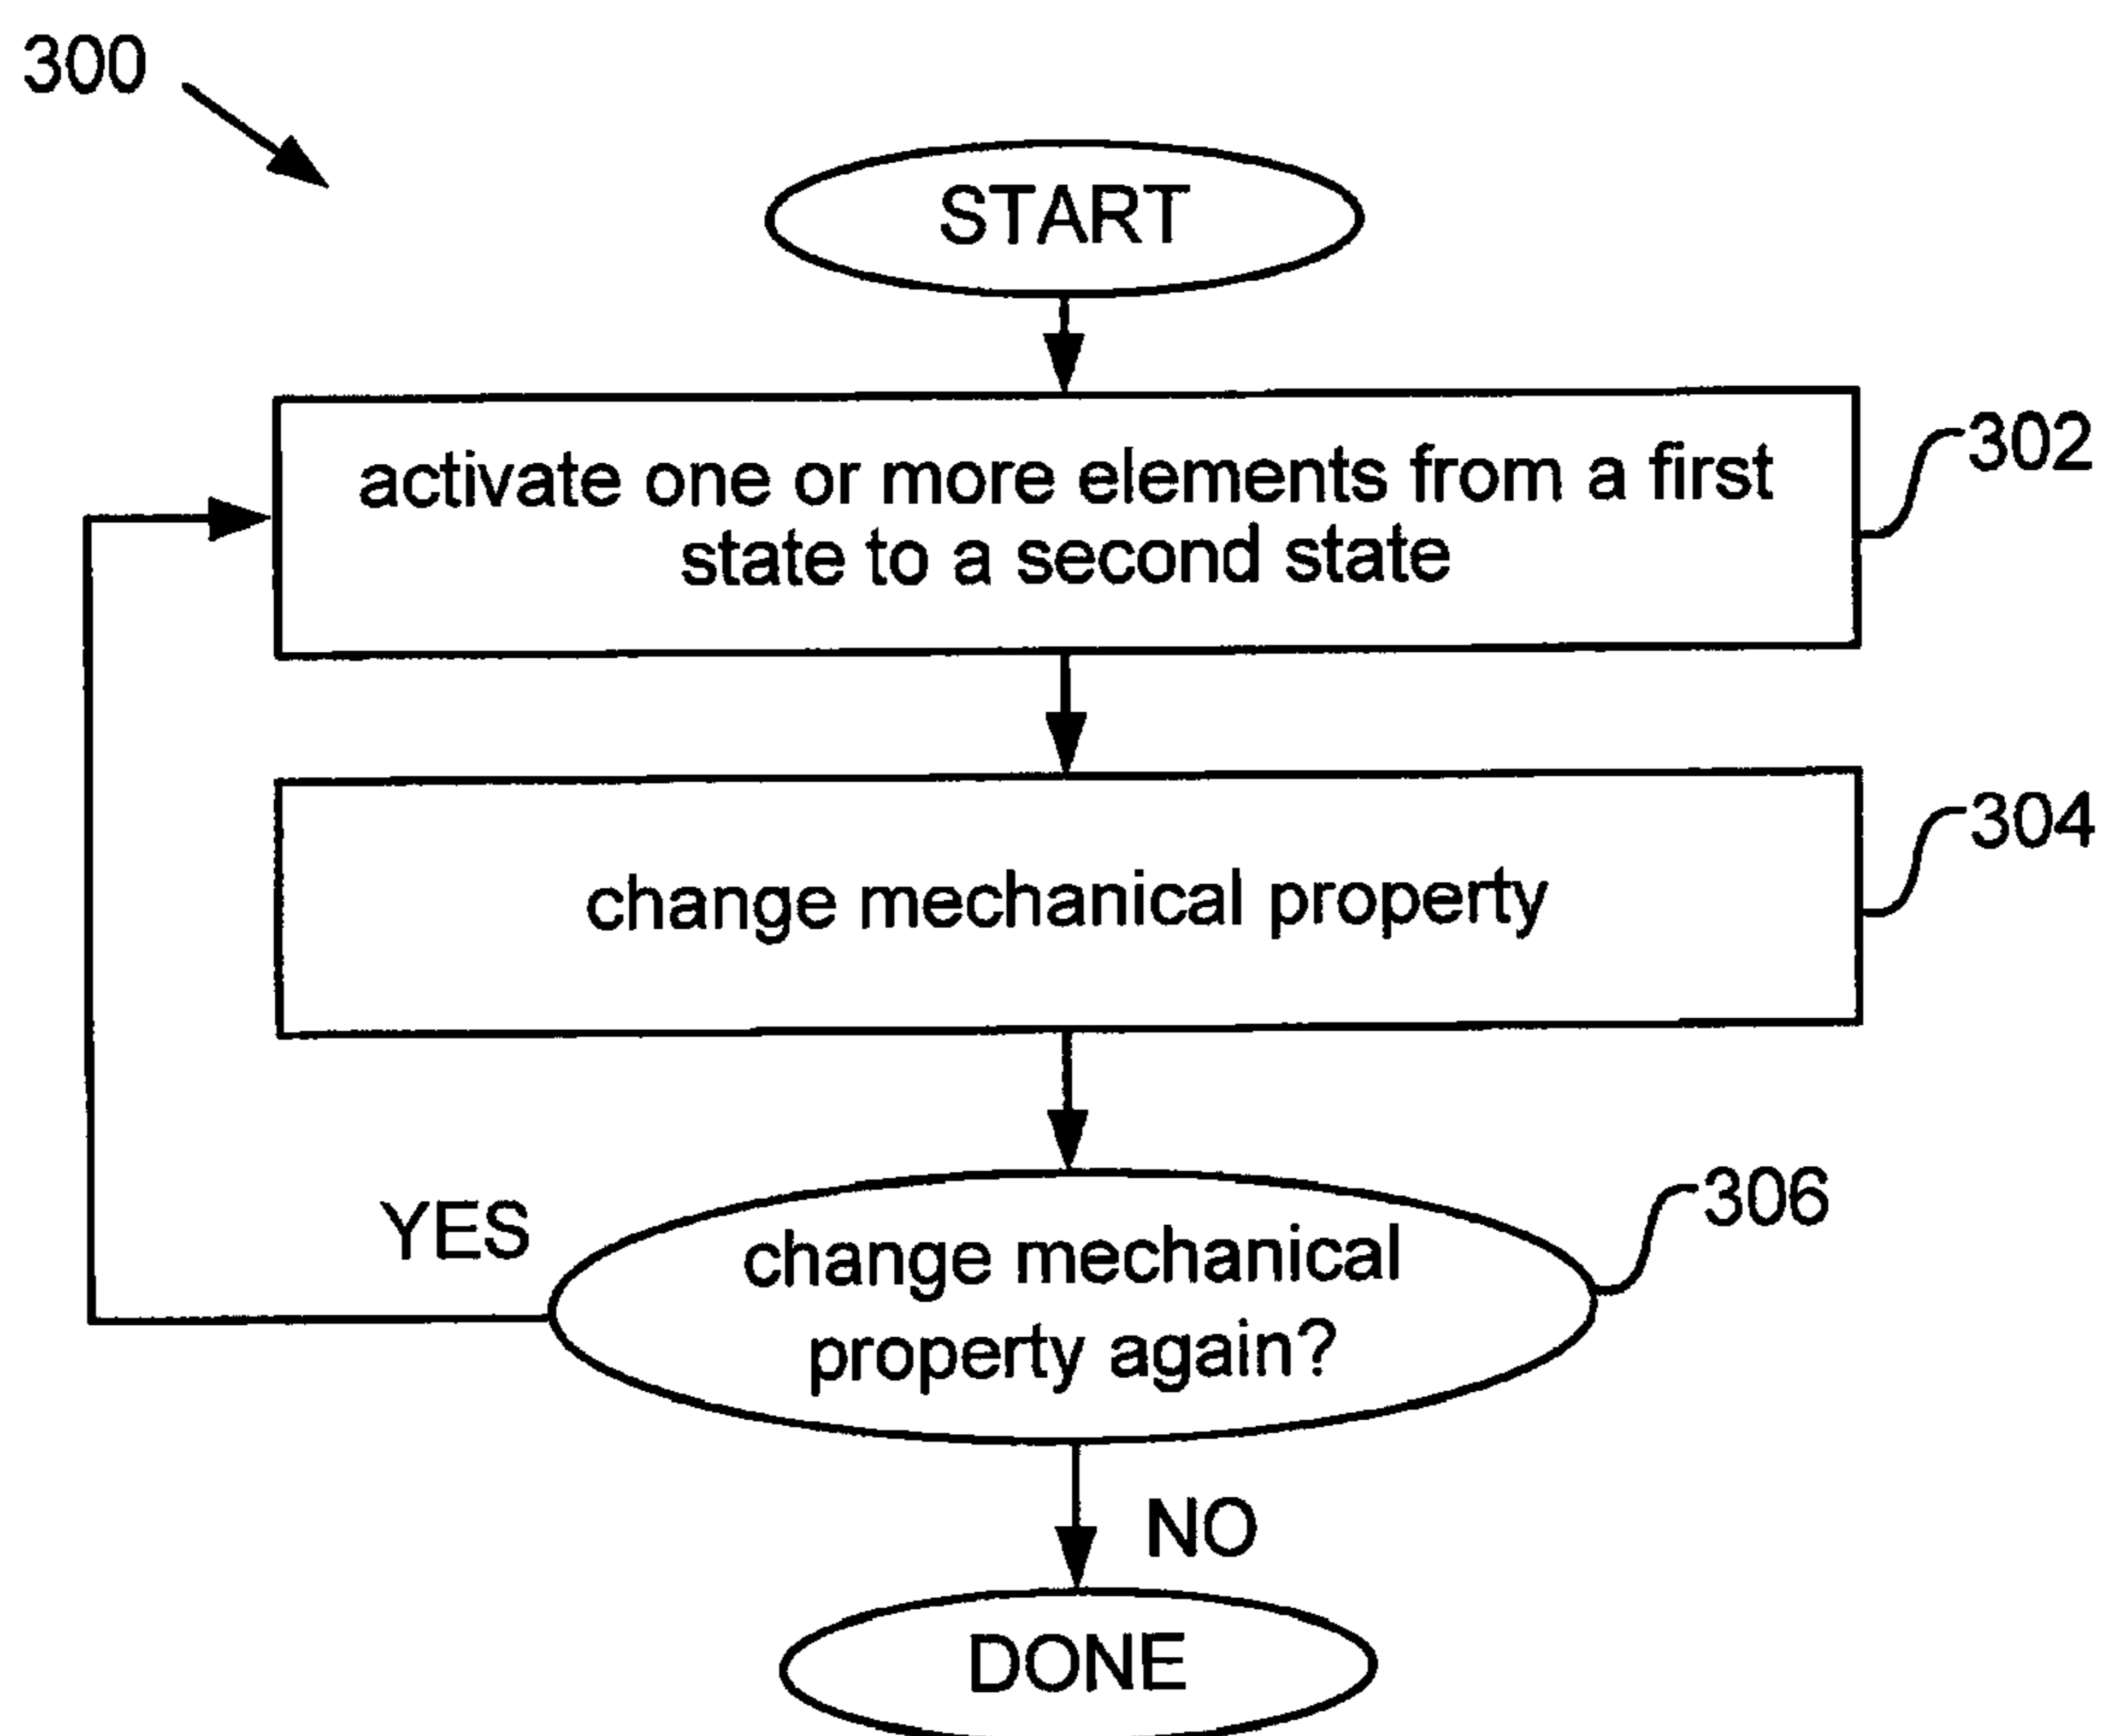 300
START
activate one or more elements from a first
state to a second state
302
change mechanical property
304
YES
change mechanical
property again?
306
NO
DONE